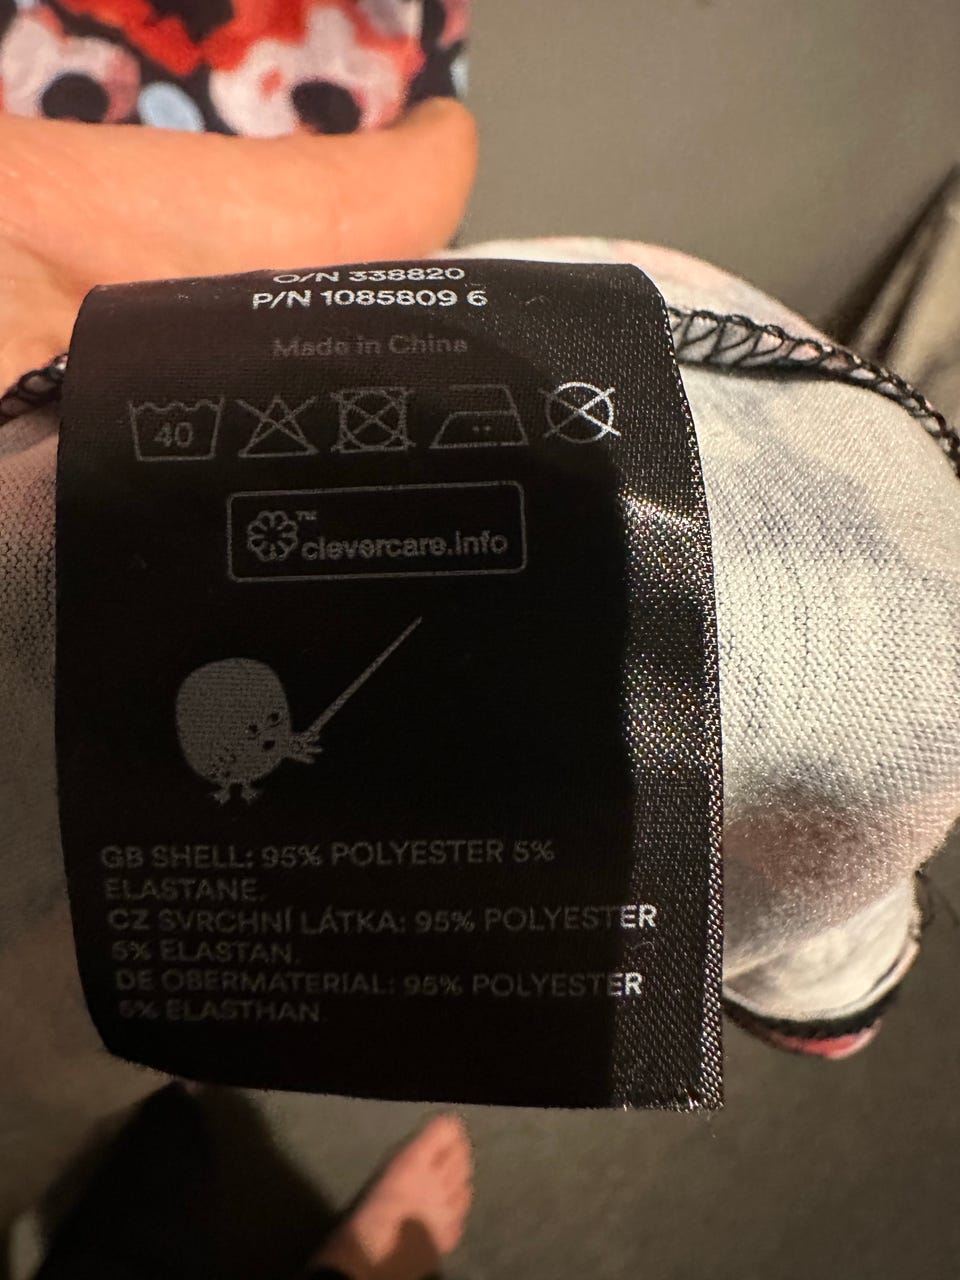 O/N 338820
P/N 1085809 6
Made in China
40
™
clevercare.info
GB SHELL: 95% POLYESTER 5%
ELASTANE.
CZ SVRCHNÍ LÁTKA: 95% POLYESTER
5% ELASTAN.
DE OBERMATERIAL: 95% POLYESTER
5% ELASTHAN.